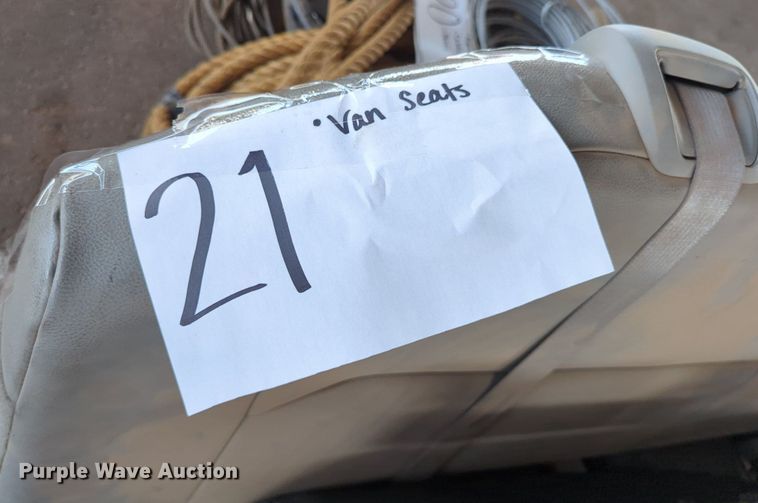 • Van Seats
21
Purple Wave Auction